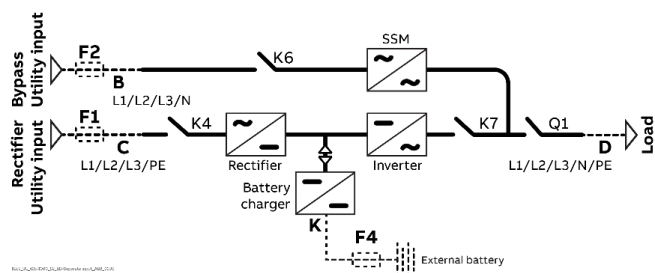 Bypass
Utility input
F2
B
L1/L2/L3/N
K6
SSM
Rectifier
Utility input
F1
C
L1/L2/L3/PE
K4
Rectifier
Inverter
K7
Q1
D
L1/L2/L3/N/PE
Load
Battery
charger
K
F4
External battery